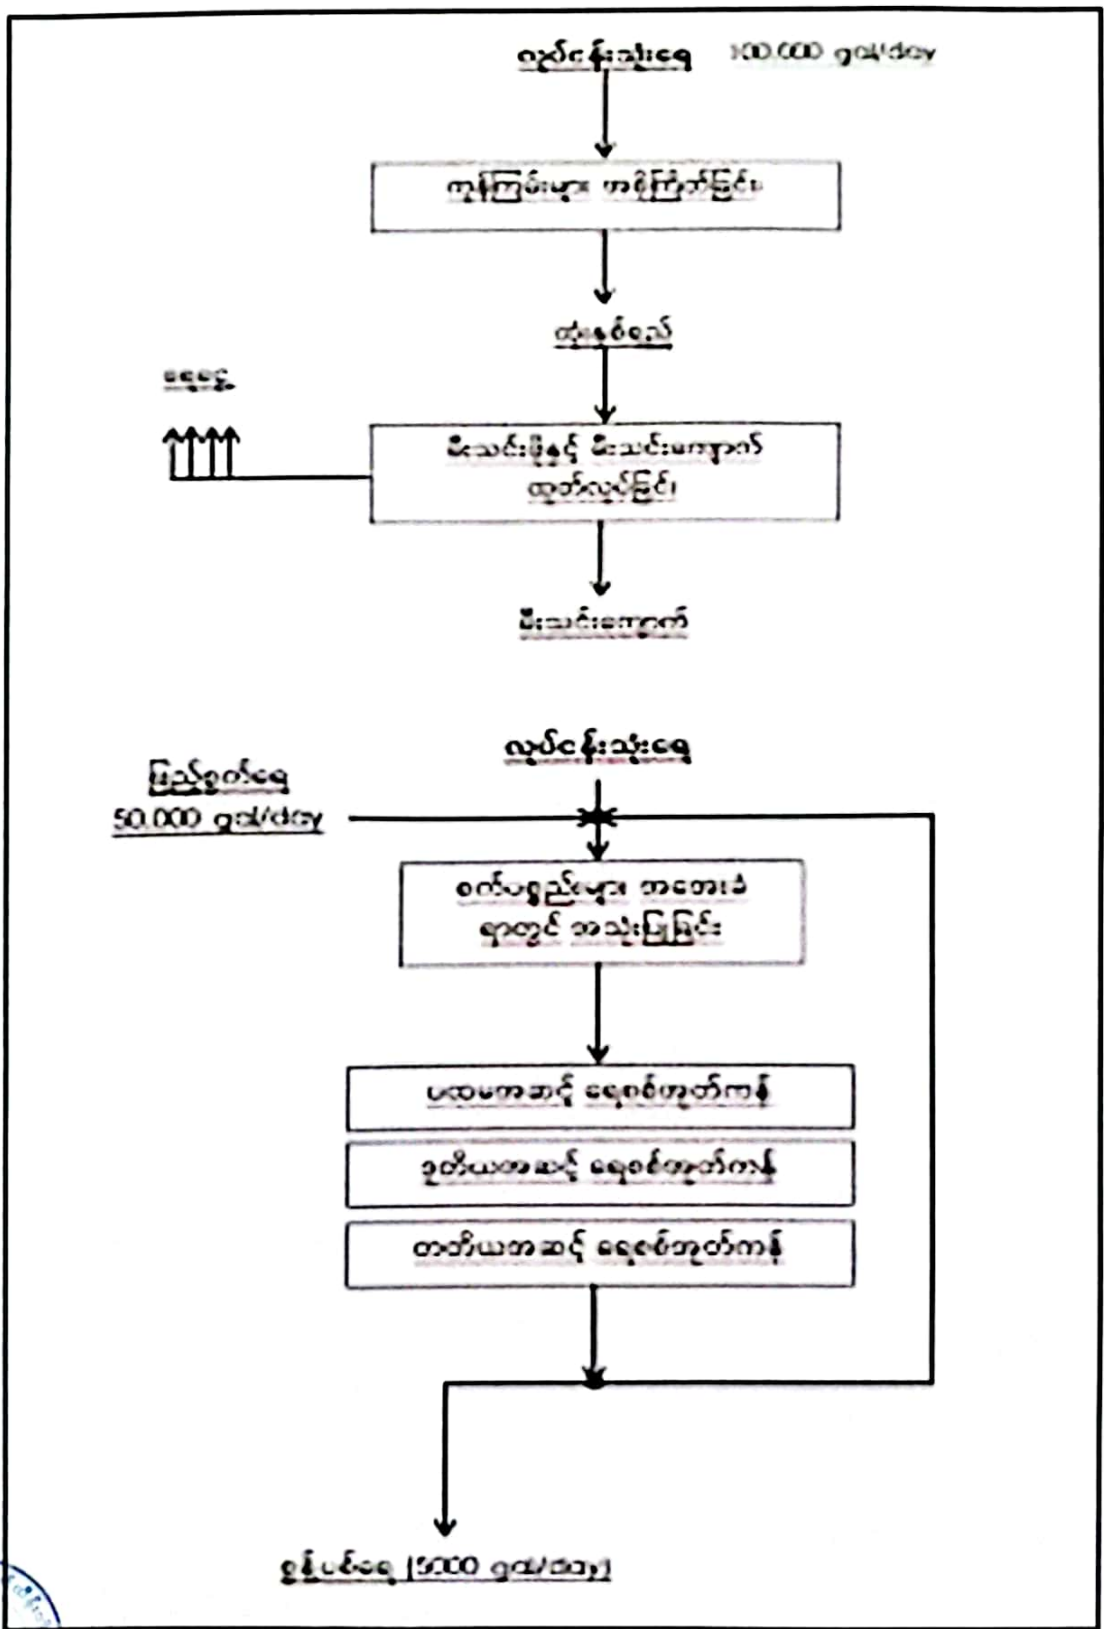 လုပ်ငန်းသုံးရေ 100,000 gal/day
ကုန်ကြမ်းများ အစိုကြိတ်ခြင်း
ထုံးနှစ်ရည်
ရေငွေ့
မီးသင်းဖိုနှင့် မီးသင်းကျောက်
ထုတ်လုပ်ခြင်း
မီးသင်းကျောက်
လုပ်ငန်းသုံးရေ
ဖြည့်စွက်ရေ
50,000 gal/day
စက်ပစ္စည်းများ အအေးခံ
ရာတွင် အသုံးပြုခြင်း
ပထမအဆင့် ရေစစ်ထုတ်ကန်
ဒုတိယအဆင့် ရေစစ်ထုတ်ကန်
တတိယအဆင့် ရေစစ်ထုတ်ကန်
စွန့်ပစ်ရေ (5000 gal/day)